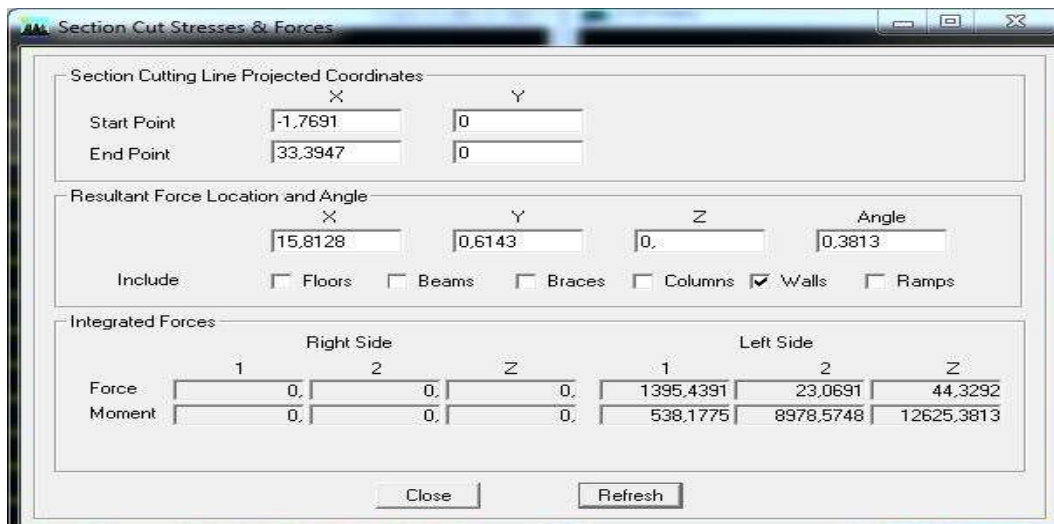 Section Cut Stresses & Forces
Section Cutting Line Projected Coordinates
X Y
Start Point -1,7691 0
End Point 33,3947 0
Resultant Force Location and Angle
X Y Z Angle
15,8128 0,6143 0, 0,3813
Include Floors Beams Braces Columns Walls Ramps
Integrated Forces
Right Side Left Side
1 2 Z 1 2 Z
Force 0, 0, 0, 1395,4391 23,0691 44,3292
Moment 0, 0, 0, 538,1775 8978,5748 12625,3813
Close Refresh